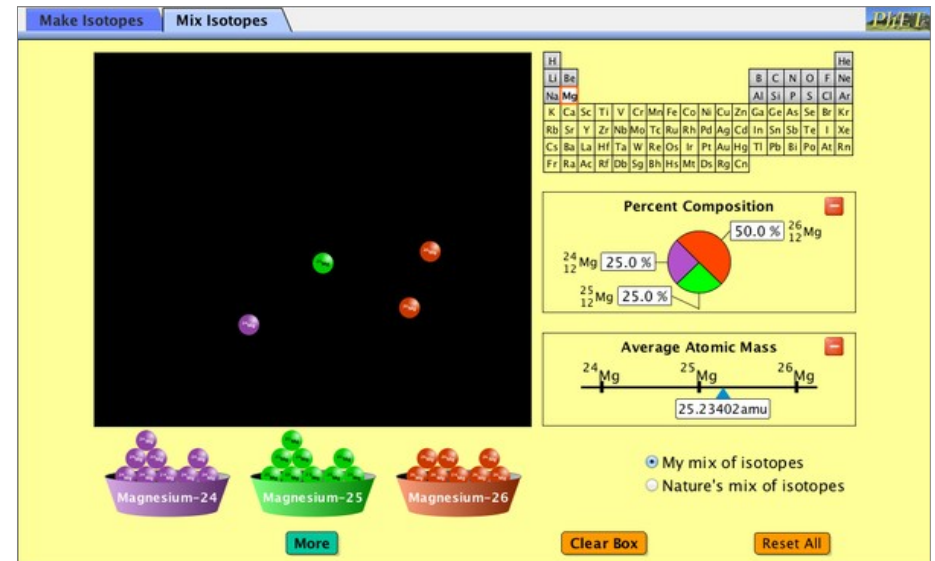 Make Isotopes
Mix Isotopes
PhET
H He
Li Be B C N O F Ne
Na Mg Al Si P S Cl Ar
K Ca Sc Ti V Cr Mn Fe Co Ni Cu Zn Ga Ge As Se Br Kr
Rb Sr Y Zr Nb Mo Tc Ru Rh Pd Ag Cd In Sn Sb Te I Xe
Cs Ba La Hf Ta W Re Os Ir Pt Au Hg Tl Pb Bi Po At Rn
Fr Ra Ac Rf Db Sg Bh Hs Mt Ds Rg Cn
Percent Composition
50.0 % 26 12 Mg
24 12 Mg 25.0 %
25 12 Mg 25.0 %
Average Atomic Mass
24Mg 25Mg 26Mg
25.23402amu
Magnesium-24
Magnesium-25
Magnesium-26
My mix of isotopes
Nature's mix of isotopes
More
Clear Box
Reset All